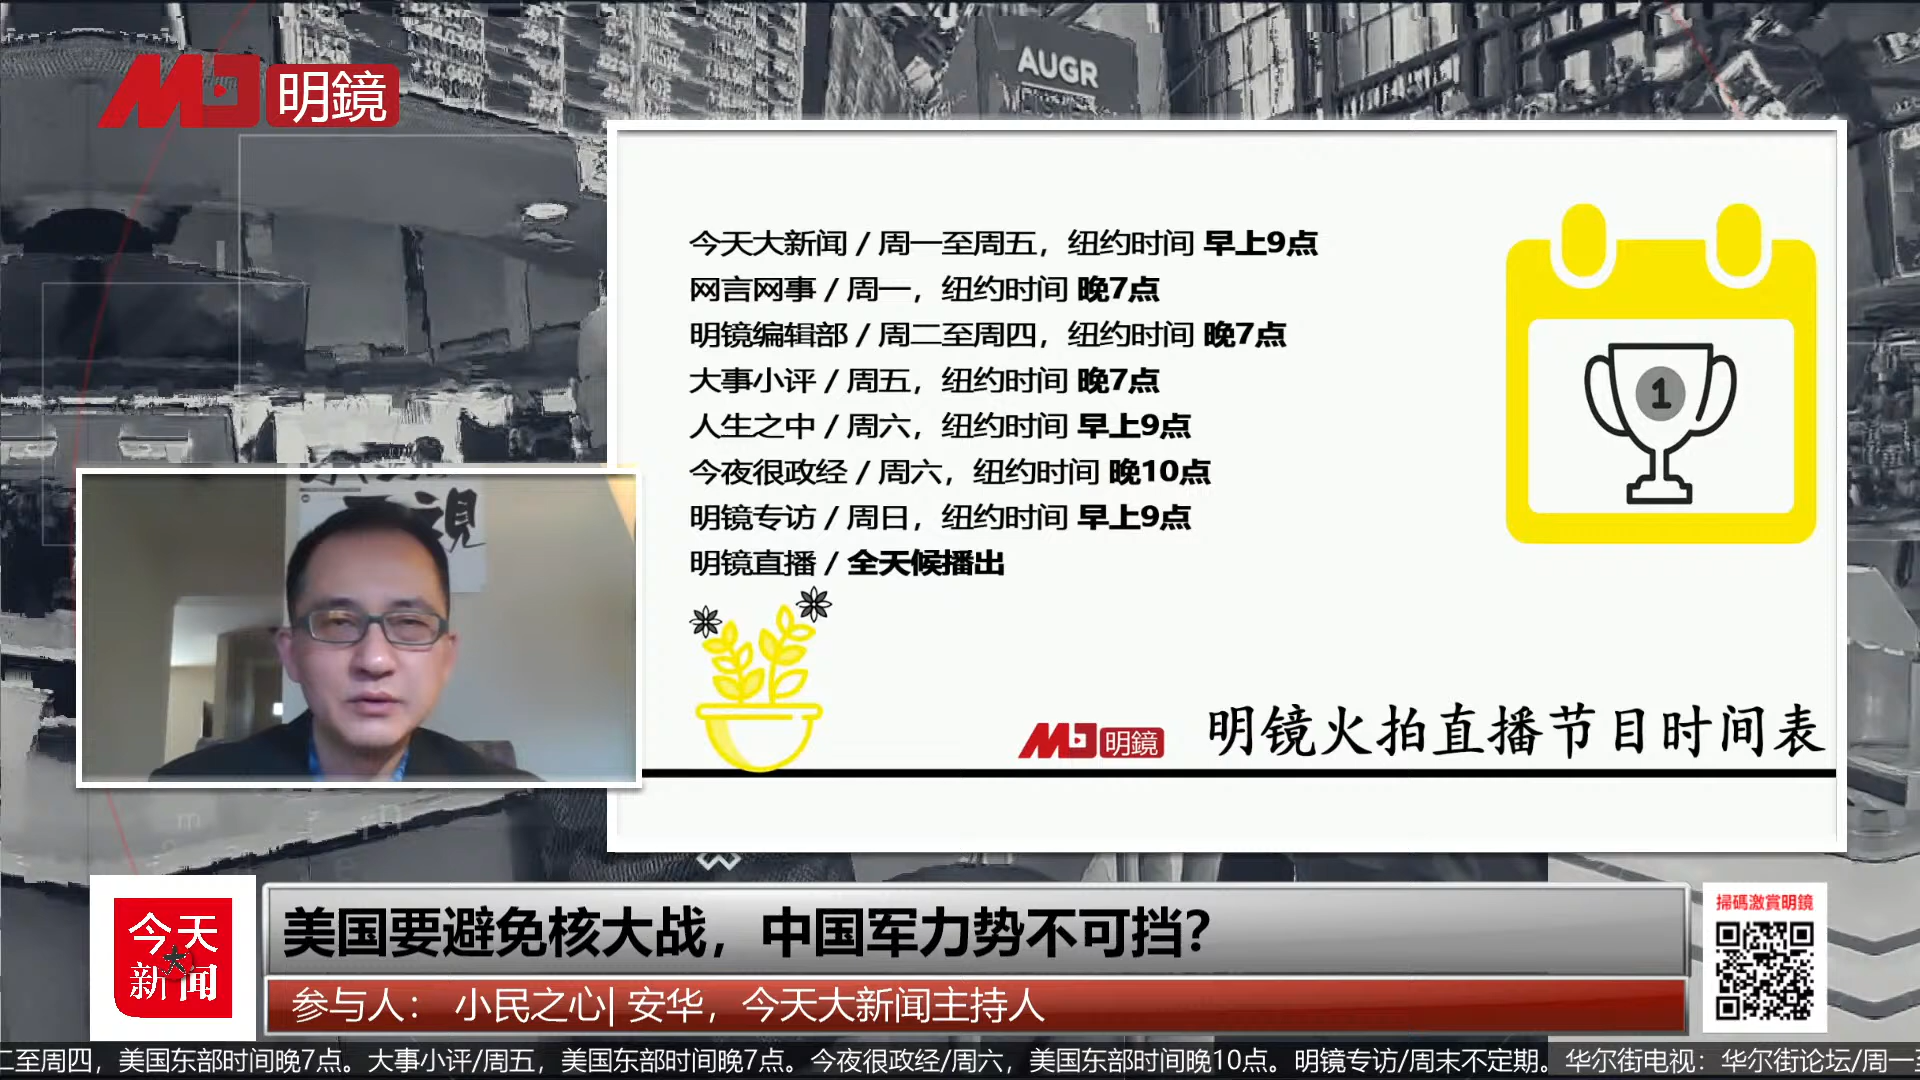 AUGR
明鏡
今天大新闻 / 周一至周五，纽约时间 早上9点
网言网事 / 周一，纽约时间 晚7点
明镜编辑部 / 周二至周四，纽约时间 晚7点
大事小评 / 周五，纽约时间 晚7点
人生之中 / 周六，纽约时间 早上9点
今夜很政经 / 周六，纽约时间 晚10点
明镜专访 / 周日，纽约时间 早上9点
明镜直播 / 全天候播出
1
視
明鏡
明镜火拍直播节目时间表
今天
大
新闻
美国要避免核大战，中国军力势不可挡？
参与人： 小民之心| 安华，今天大新闻主持人
掃碼激賞明鏡
二至周四，美国东部时间晚7点。大事小评/周五，美国东部时间晚7点。今夜很政经/周六，美国东部时间晚10点。明镜专访/周末不定期。华尔街电视：华尔街论坛/周一至